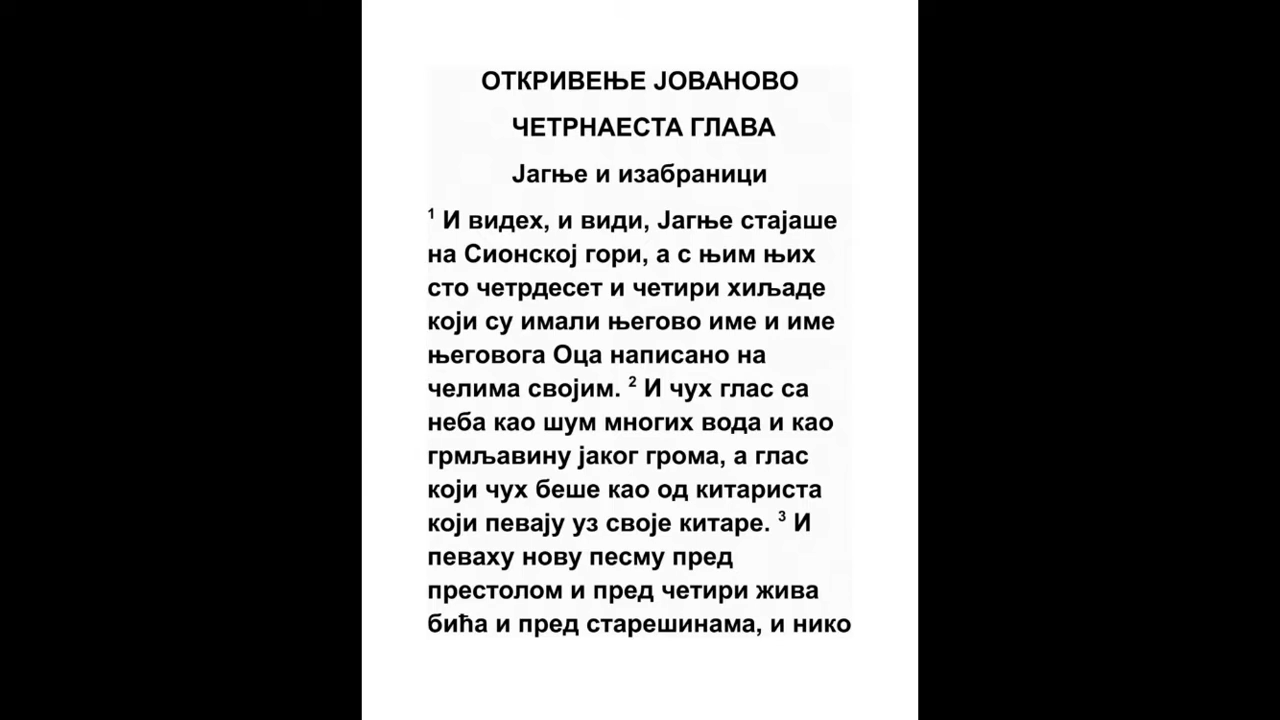 ОТКРИВЕЊЕ ЈОВАНОВО
ЧЕТРНАЕСТА ГЛАВА
Јагње и изабраници
¹ И видех, и види, Јагње стајаше
на Сионској гори, а с њим њих
сто четрдесет и четири хиљаде
који су имали његово име и име
његовога Оца написано на
челима својим. ² И чух глас са
неба као шум многих вода и као
грмљавину јаког грома, а глас
који чух беше као од китариста
који певају уз своје китаре. ³ И
певаху нову песму пред
престолом и пред четири жива
бића и пред старешинама, и нико